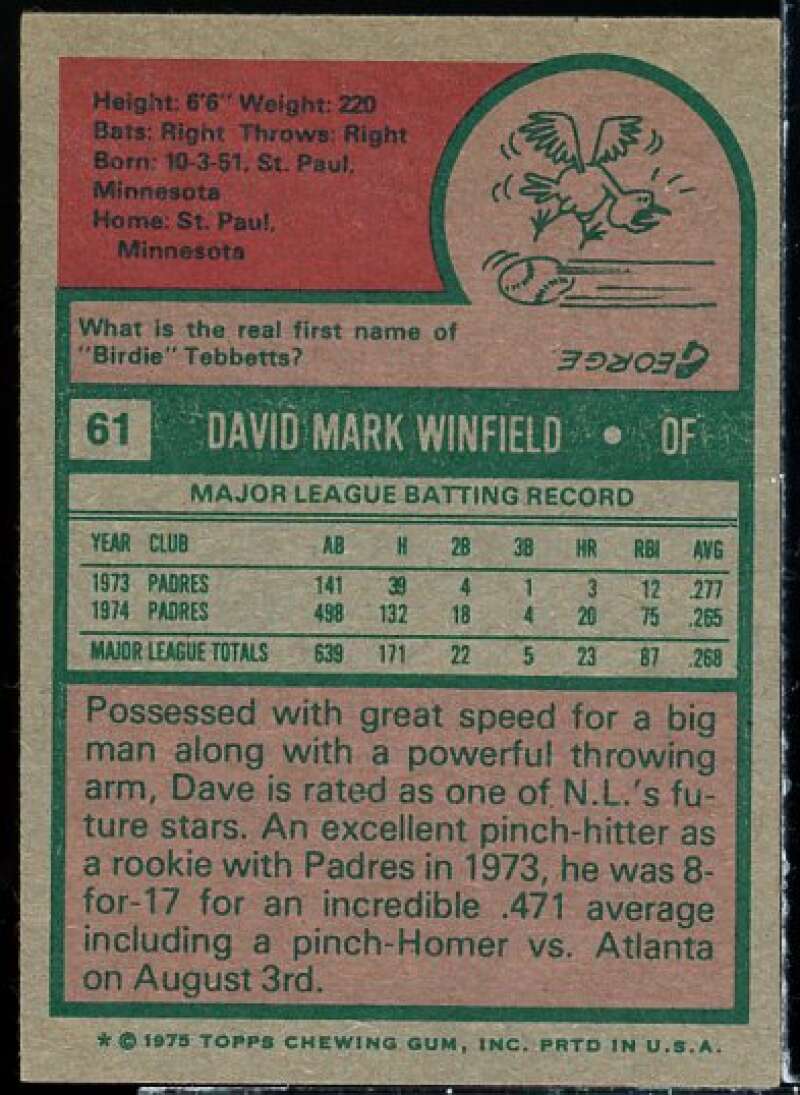 Height: 6'6" Weight: 220
Bats: Right Throws: Right
Born: 10-3-51, St. Paul,
Minnesota
Home: St. Paul,
Minnesota
What is the real first name of
"Birdie" Tebbetts?
GEORGE.
61 DAVID MARK WINFIELD • OF
MAJOR LEAGUE BATTING RECORD
YEAR CLUB AB H 2B 3B HR RBI AVG
1973 PADRES 141 39 4 1 3 12 .277
1974 PADRES 498 132 18 4 20 75 .265
MAJOR LEAGUE TOTALS 639 171 22 5 23 87 .268
Possessed with great speed for a big
man along with a powerful throwing
arm, Dave is rated as one of N.L.'s fu-
ture stars. An excellent pinch-hitter as
a rookie with Padres in 1973, he was 8-
for-17 for an incredible .471 average
including a pinch-Homer vs. Atlanta
on August 3rd.
* © 1975 TOPPS CHEWING GUM, INC. PRTD IN U.S.A.